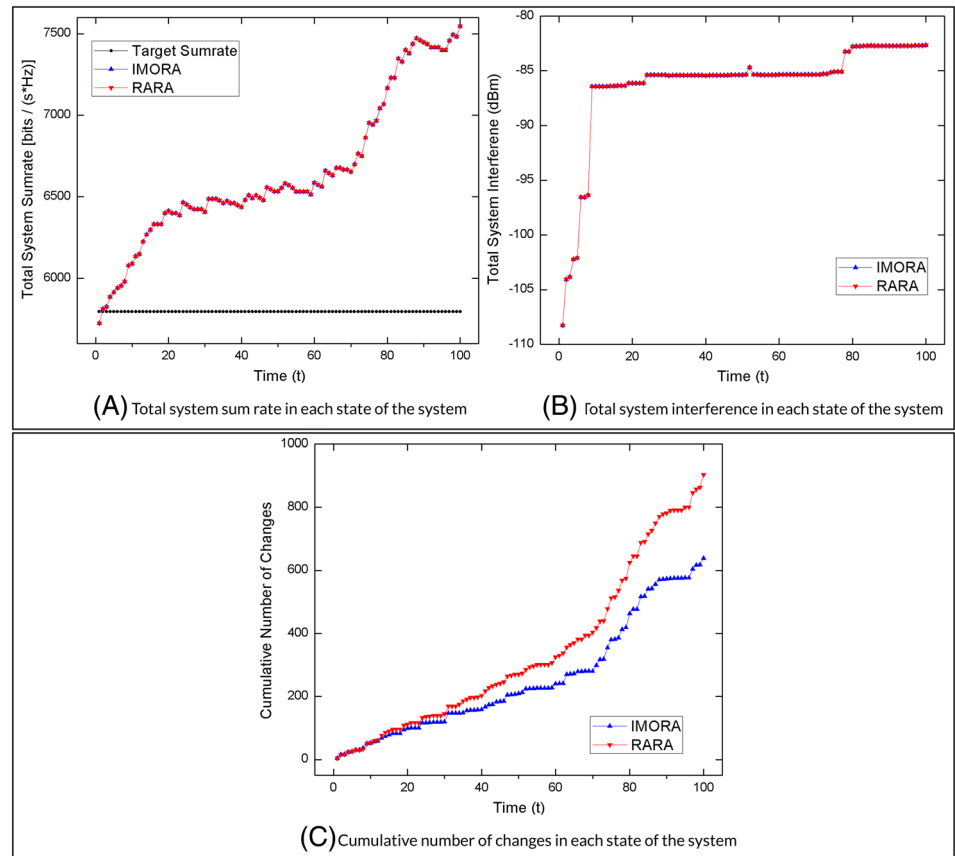 7500
7000
6500
6000
Total System Sumrate [bits / (s*Hz)]
Target Sumrate
IMORA
RARA
0 20 40 60 80 100
Time (t)
(A) Total system sum rate in each state of the system
-80
-85
-90
-95
-100
-105
-110
Total System Interferene (dBm)
IMORA
RARA
0 20 40 60 80 100
Time (t)
(B) Total system interference in each state of the system
1000
800
600
400
200
0
Cumulative Number of Changes
IMORA
RARA
0 20 40 60 80 100
Time (t)
(C) Cumulative number of changes in each state of the system